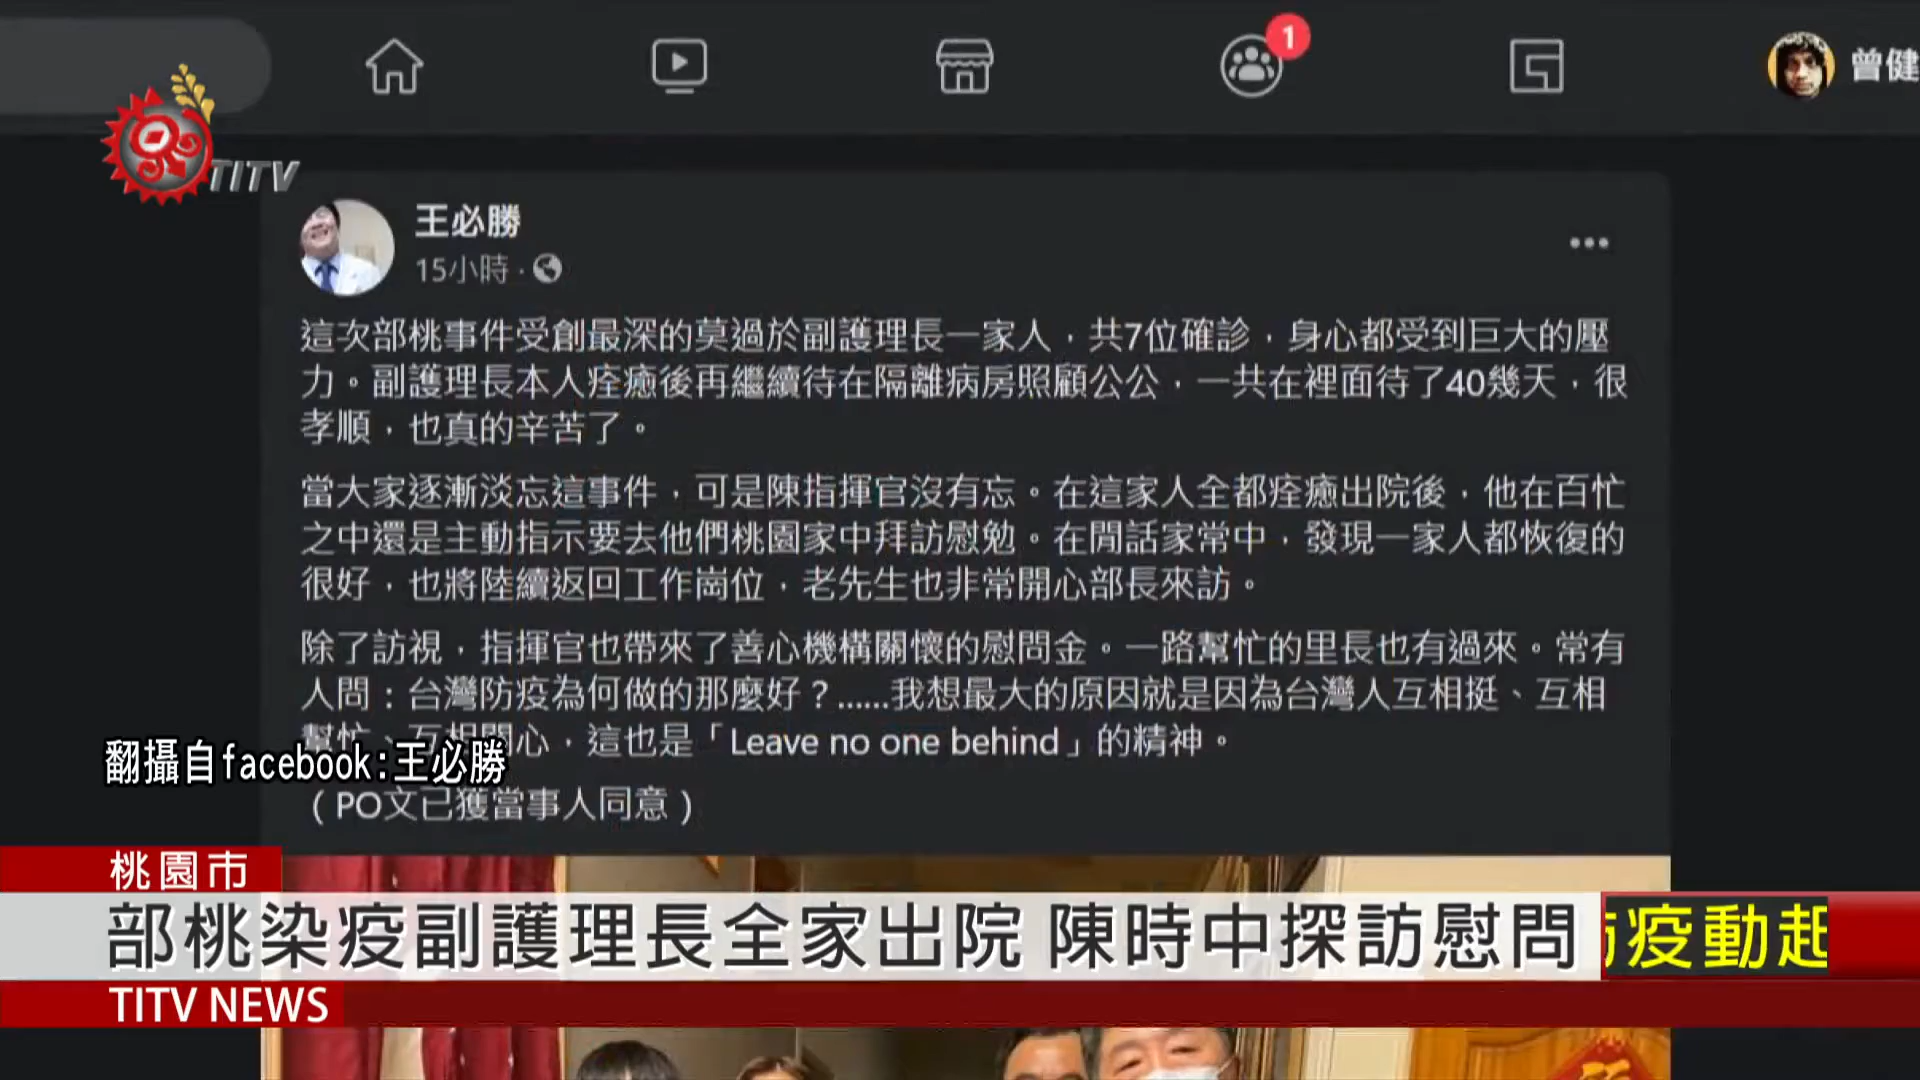 1
曾健
TITV
王必勝
15小時 ·
這次部桃事件受創最深的莫過於副護理長一家人，共7位確診，身心都受到巨大的壓
力。副護理長本人痊癒後再繼續待在隔離病房照顧公公，一共在裡面待了40幾天，很
孝順，也真的辛苦了。
當大家逐漸淡忘這事件，可是陳指揮官沒有忘。在這家人全都痊癒出院後，他在百忙
之中還是主動指示要去他們桃園家中拜訪慰勉。在閒話家常中，發現一家人都恢復的
很好，也將陸續返回工作崗位，老先生也非常開心部長來訪。
除了訪視，指揮官也帶來了善心機構關懷的慰問金。一路幫忙的里長也有過來。常有
人問：台灣防疫為何做的那麼好？......我想最大的原因就是因為台灣人互相挺、互相
幫忙、互相關心，這也是「Leave no one behind」的精神。
翻攝自facebook:王必勝
（PO文已獲當事人同意）
桃園市
部桃染疫副護理長全家出院 陳時中探訪慰問
疫動起
TITV NEWS